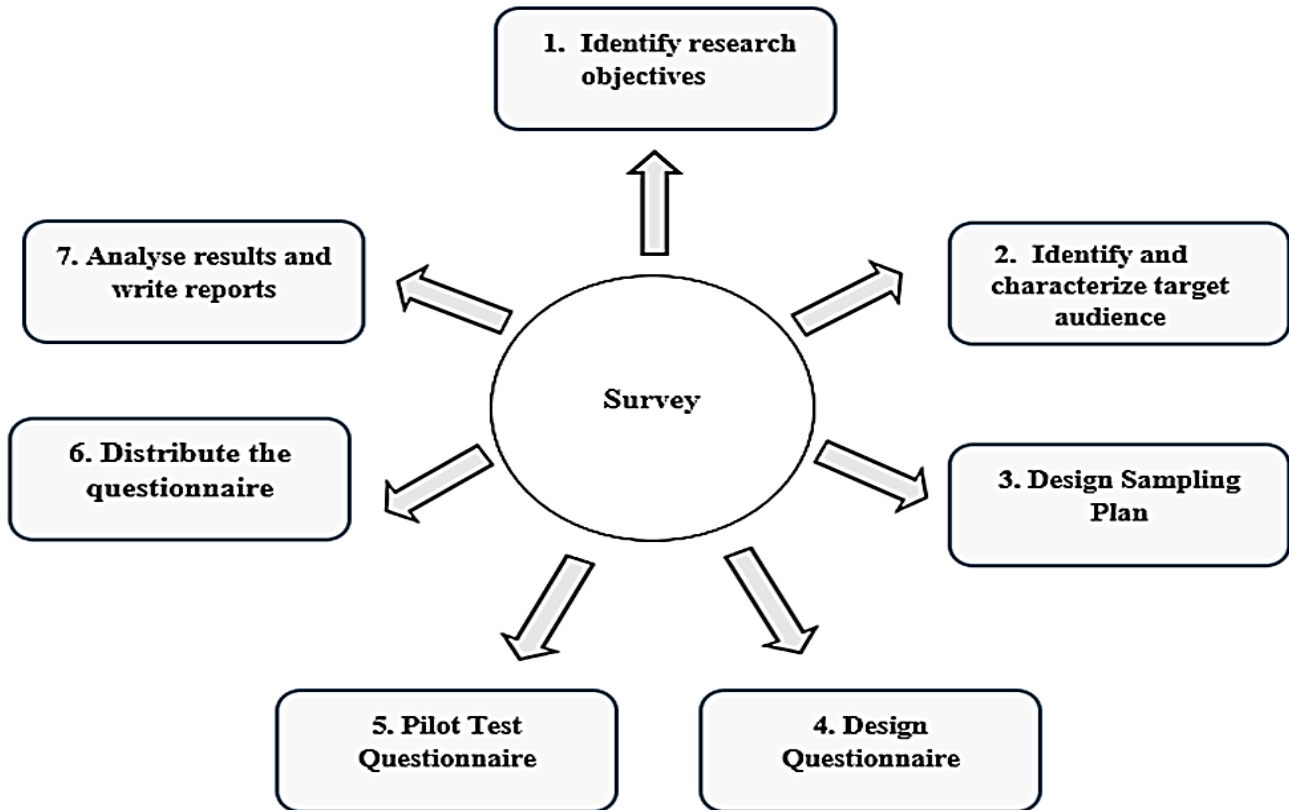 1. Identify research
objectives
2. Identify and
characterize target
audience
3. Design Sampling
Plan
4. Design
Questionnaire
5. Pilot Test
Questionnaire
6. Distribute the
questionnaire
7. Analyse results and
write reports
Survey